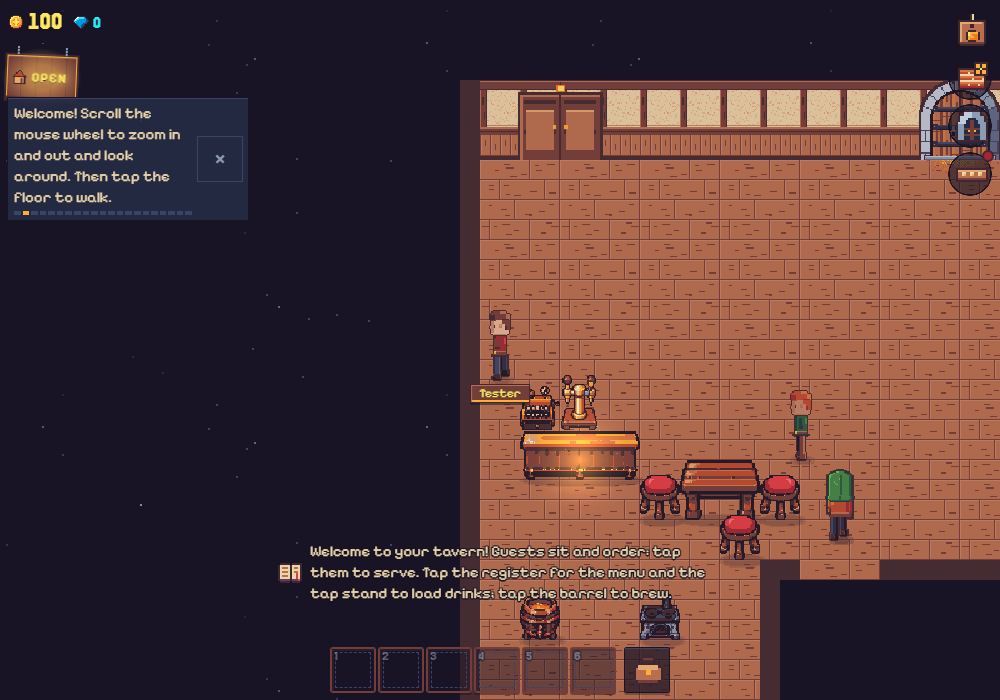 100 0
OPEN
Welcome! Scroll the
mouse wheel to zoom in
and out and look
around. Then tap the
floor to walk.
×
Tester
Welcome to your tavern! Guests sit and order: tap
them to serve. Tap the register for the menu and the
tap stand to load drinks; tap the barrel to brew.
1 2 3 4 5 6